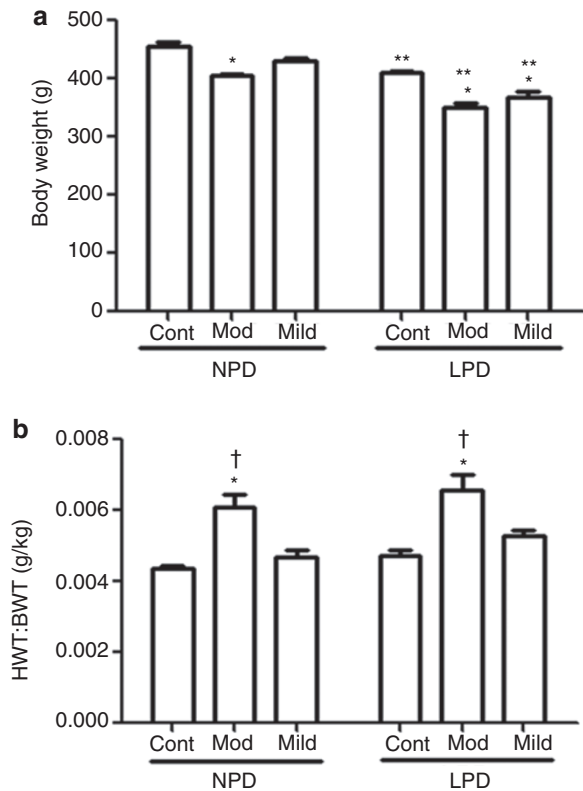 a
Body weight (g)
500
400
300
200
100
0
*
**
**
*
**
*
Cont Mod Mild Cont Mod Mild
NPD LPD
b
HWT:BWT (g/kg)
0.008
0.006
0.004
0.002
0.000
†
*
†
*
Cont Mod Mild Cont Mod Mild
NPD LPD